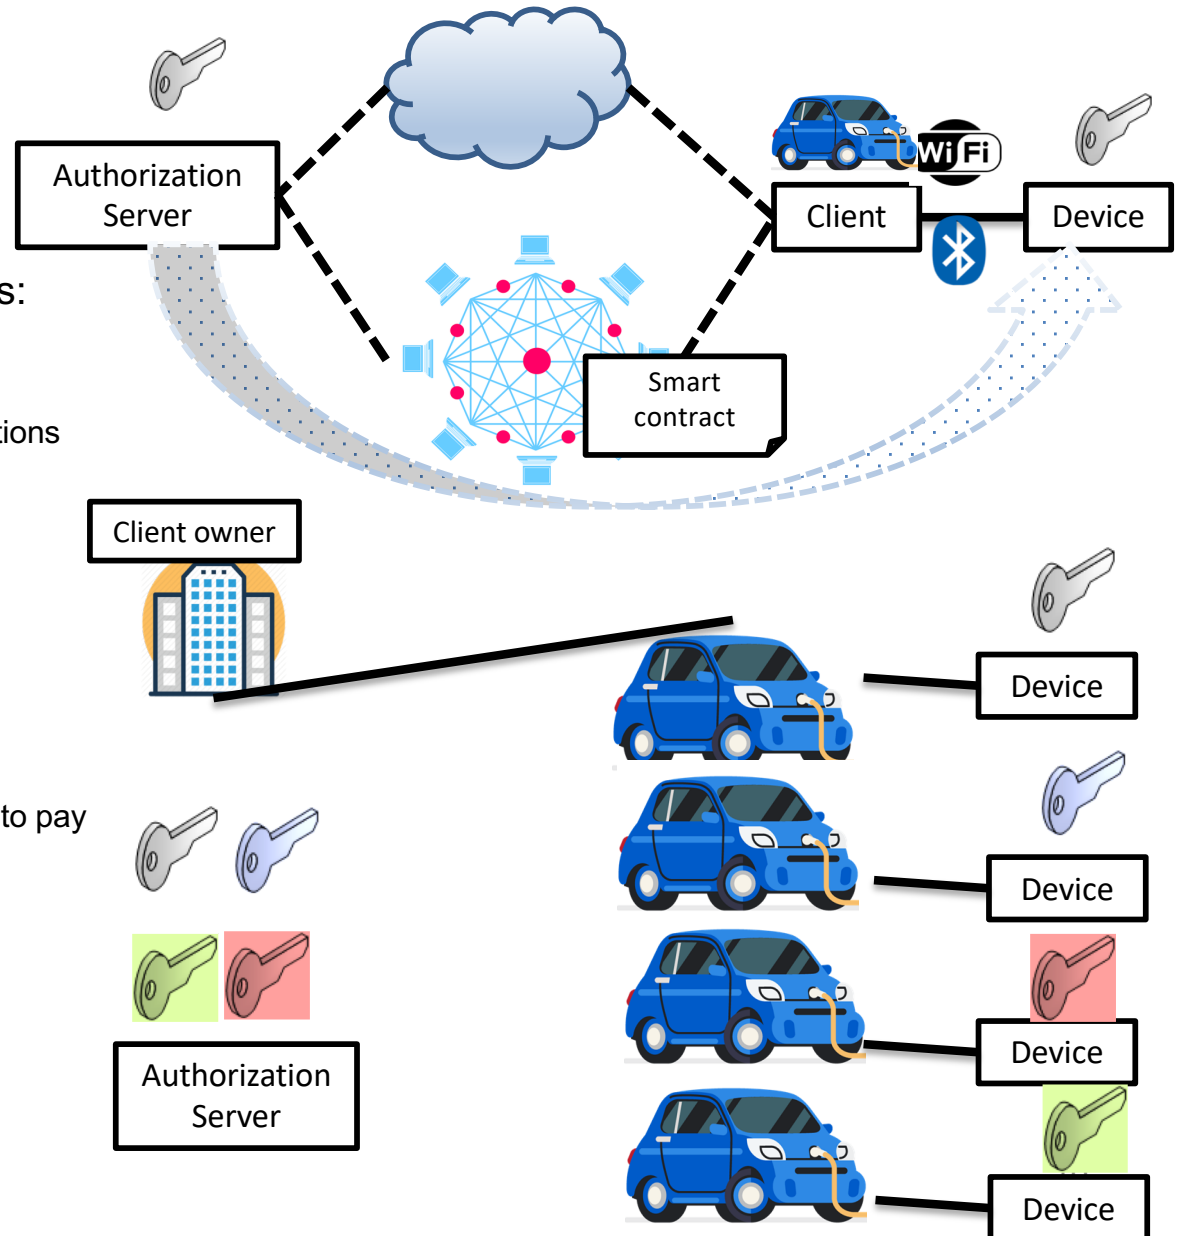 Authorization
Server
Wi Fi
Client
Device
s:
Smart
contract
tions
Client owner
Device
to pay
Device
Device
Authorization
Server
Device